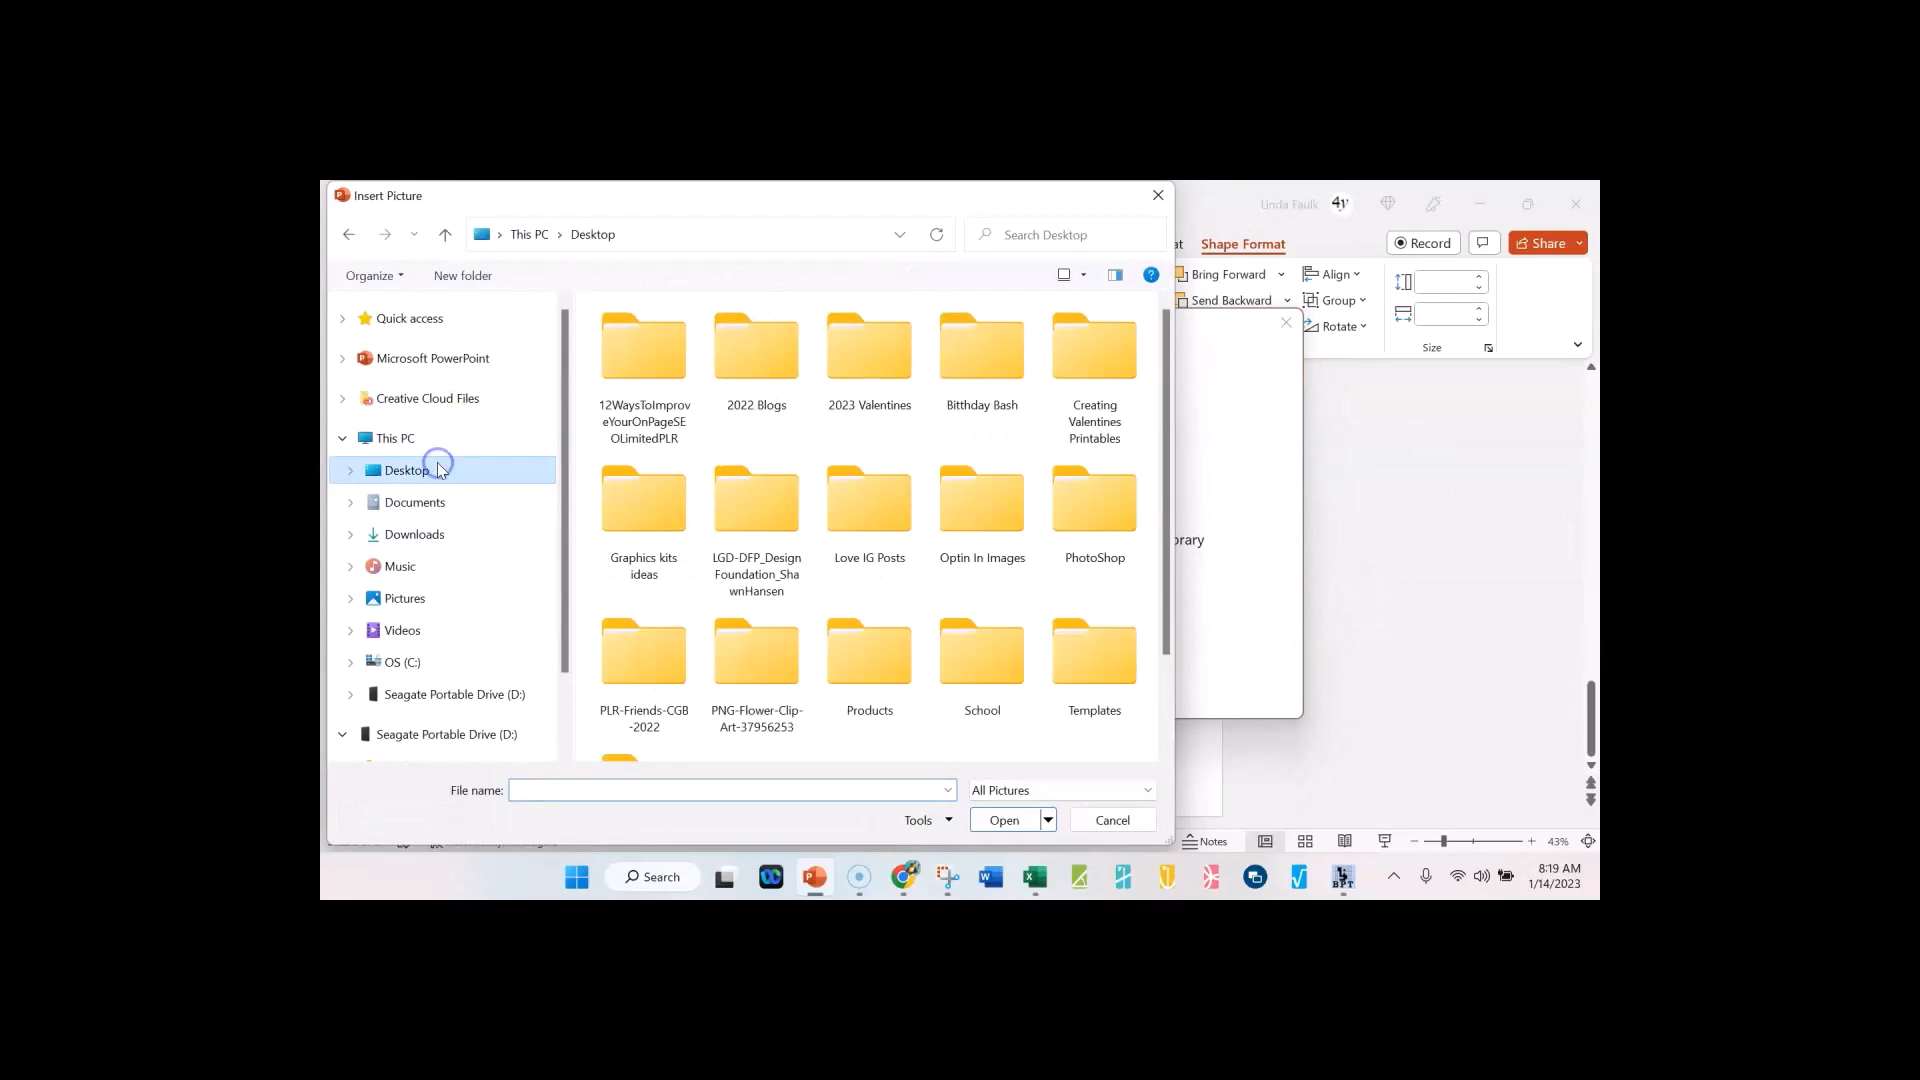 Insert Picture
Linda Faulk
This PC
Desktop
Search Desktop
Shape Format
Record
Share
Organize
New folder
Bring Forward
Align
Send Backward
Group
Rotate
Size
Quick access
Microsoft PowerPoint
Creative Cloud Files
This PC
Desktop
Documents
Downloads
Music
Pictures
Videos
OS (C:)
Seagate Portable Drive (D:)
Seagate Portable Drive (D:)
12WaysToImprov
eYourOnPageSE
OLimitedPLR
2022 Blogs
2023 Valentines
Bitthday Bash
Creating
Valentines
Printables
Graphics kits
ideas
LGD-DFP_Design
Foundation_Sha
wnHansen
Love IG Posts
Optin In Images
PhotoShop
PLR-Friends-CGB
-2022
PNG-Flower-Clip-
Art-37956253
Products
School
Templates
brary
File name:
All Pictures
Tools
Open
Cancel
Notes
43%
Search
BPT
8:19 AM
1/14/2023